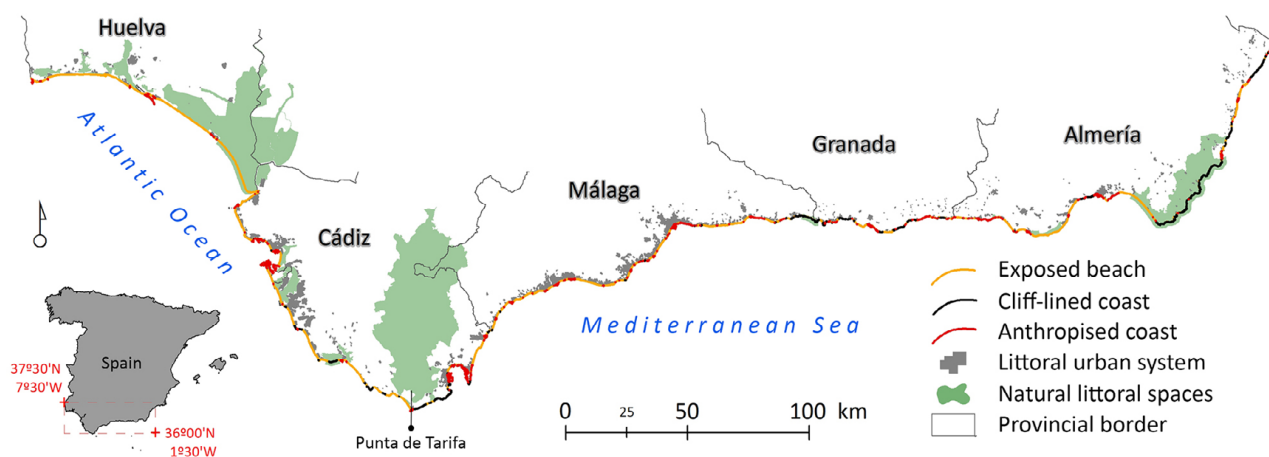 Huelva
Atlantic Ocean
Cádiz
Málaga
Granada
Almería
Mediterranean Sea
Punta de Tarifa
Spain
37º30'N
7º30'W
36º00'N
1º30'W
0 25 50 100 km
Exposed beach
Cliff-lined coast
Anthropised coast
Littoral urban system
Natural littoral spaces
Provincial border